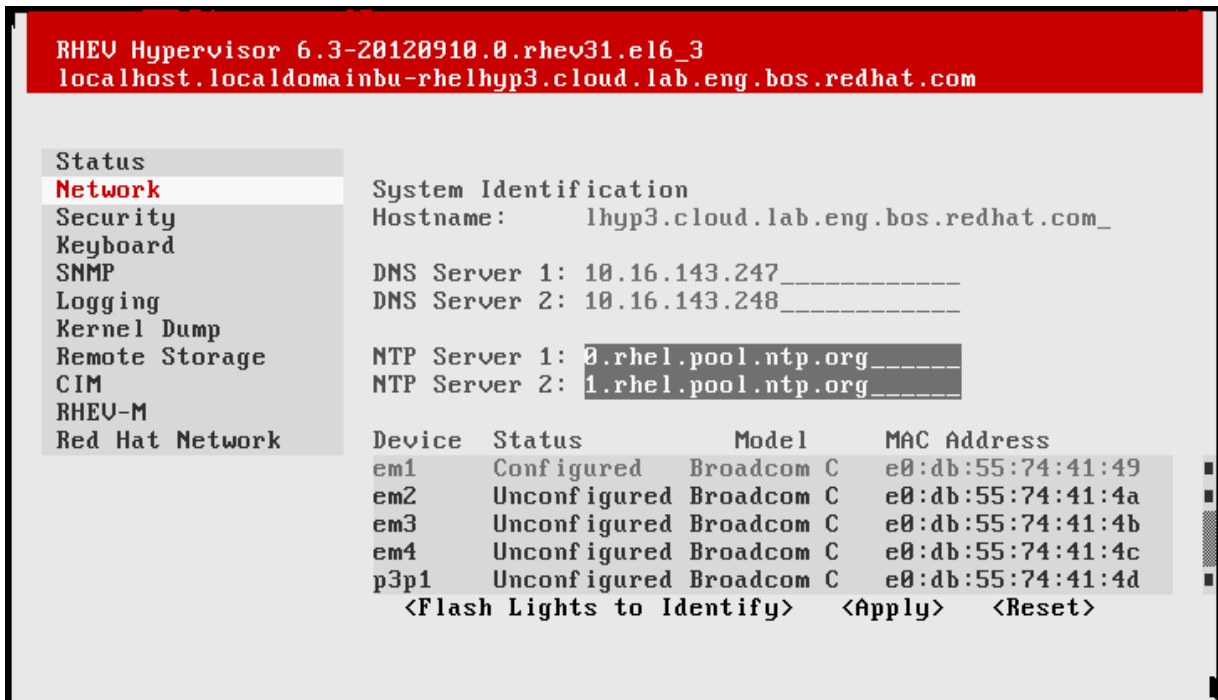 RHEV Hypervisor 6.3-20120910.0.rhev31.el6_3
localhost.localdomainbu-rhelhyp3.cloud.lab.eng.bos.redhat.com
Status
Network
Security
Keyboard
SNMP
Logging
Kernel Dump
Remote Storage
CIM
RHEV-M
Red Hat Network
System Identification
Hostname: lhyp3.cloud.lab.eng.bos.redhat.com_
DNS Server 1: 10.16.143.247____________
DNS Server 2: 10.16.143.248____________
NTP Server 1: 0.rhel.pool.ntp.org______
NTP Server 2: 1.rhel.pool.ntp.org______
Device Status Model MAC Address
em1 Configured Broadcom C e0:db:55:74:41:49
em2 Unconfigured Broadcom C e0:db:55:74:41:4a
em3 Unconfigured Broadcom C e0:db:55:74:41:4b
em4 Unconfigured Broadcom C e0:db:55:74:41:4c
p3p1 Unconfigured Broadcom C e0:db:55:74:41:4d
<Flash Lights to Identify> <Apply> <Reset>